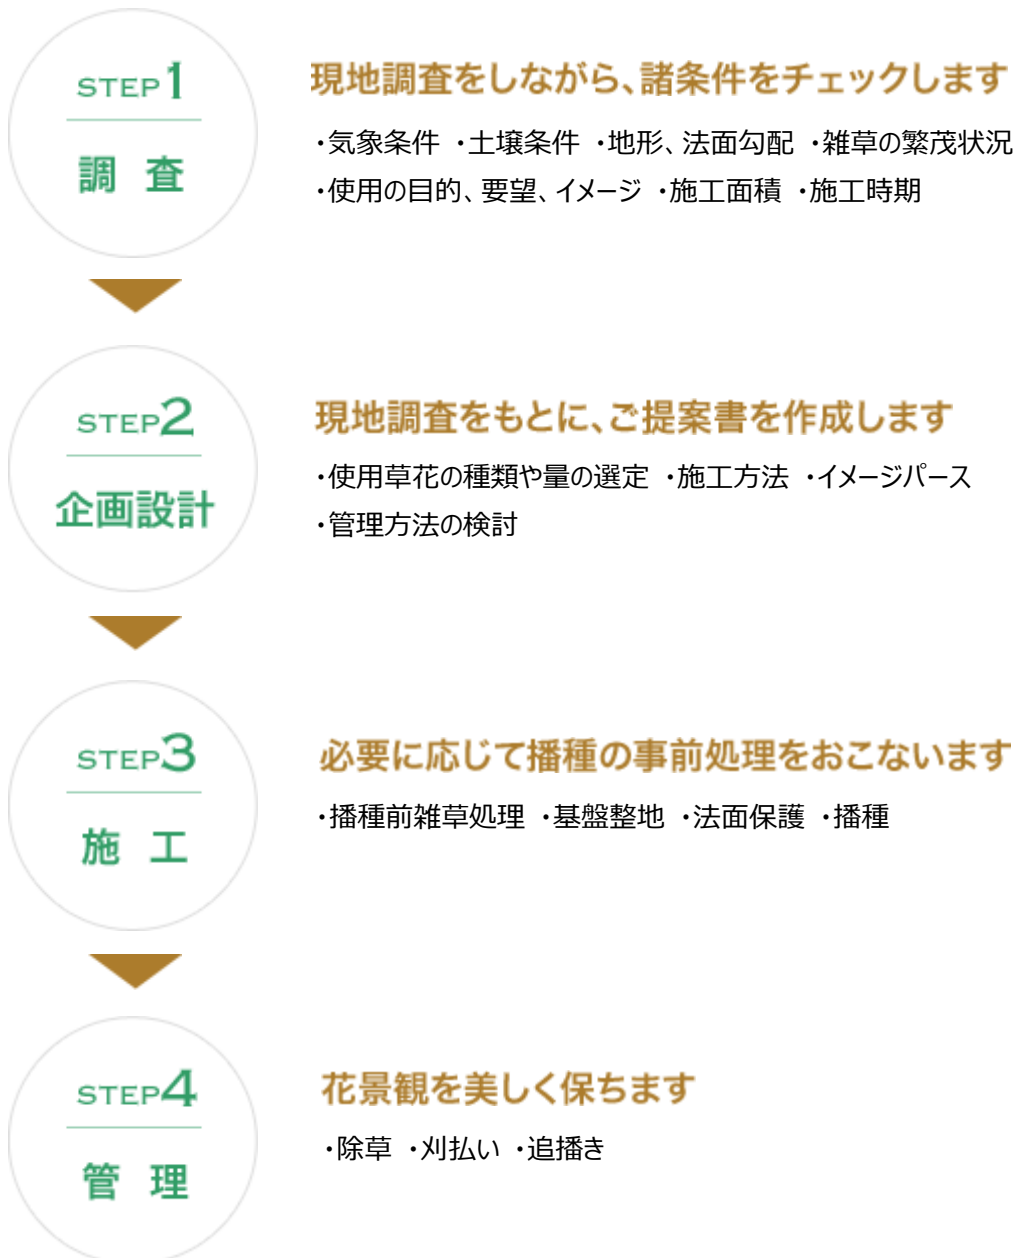 STEP1
調 査
現地調査をしながら、諸条件をチェックします
・気象条件 ・土壌条件 ・地形、法面勾配 ・雑草の繁茂状況
・使用の目的、要望、イメージ ・施工面積 ・施工時期
STEP2
企画設計
現地調査をもとに、ご提案書を作成します
・使用草花の種類や量の選定 ・施工方法 ・イメージパース
・管理方法の検討
STEP3
施 工
必要に応じて播種の事前処理をおこないます
・播種前雑草処理 ・基盤整地 ・法面保護 ・播種
STEP4
管 理
花景観を美しく保ちます
・除草 ・刈払い ・追播き